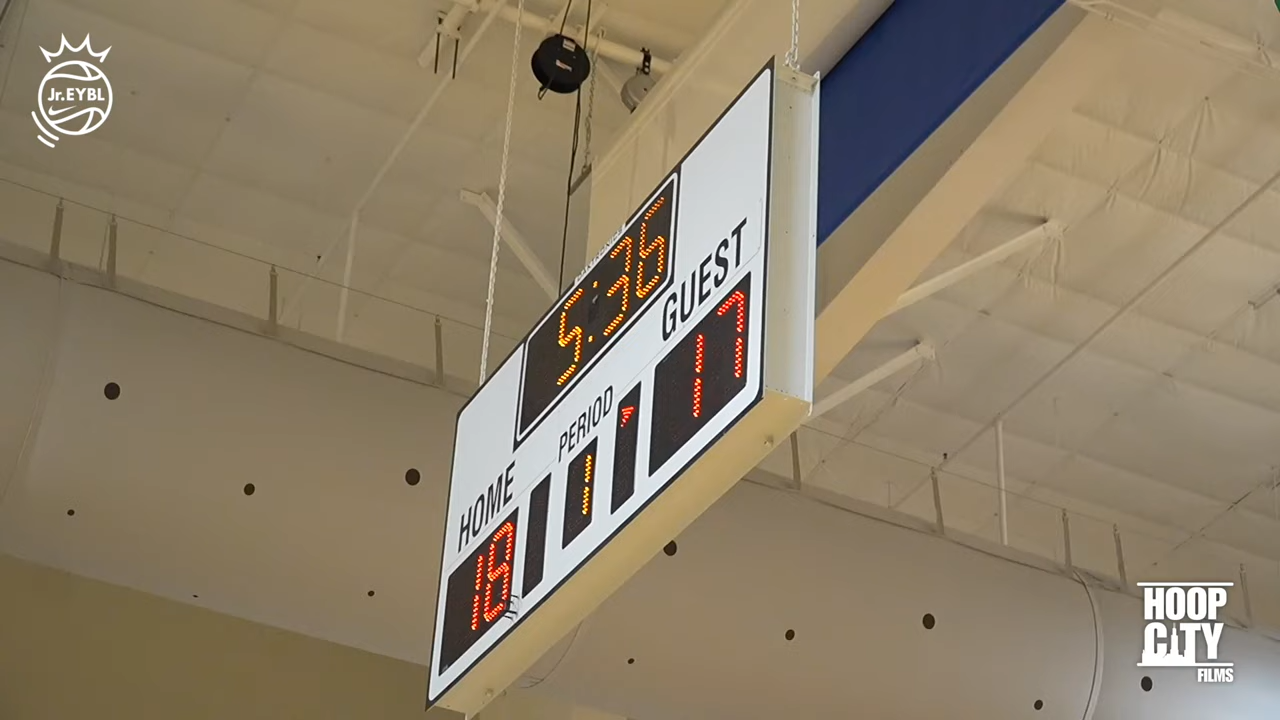 Jr.EYBL
5:36
GUEST
17
PERIOD
1
HOME
18
HOOP
CITY
FILMS